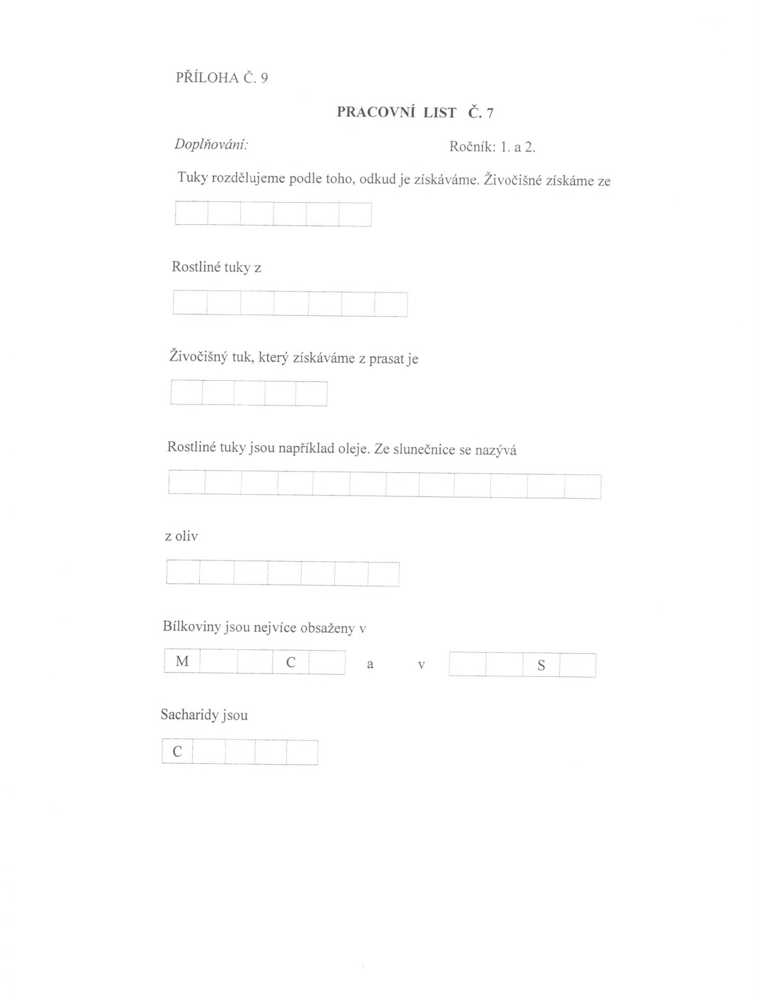 PŘÍLOHA Č. 9
PRACOVNÍ LIST Č. 7
Doplňování: Ročník: 1. a 2.
Tuky rozdělujeme podle toho, odkud je získáváme. Živočišné získáme ze
Rostliné tuky z
Živočišný tuk, který získáváme z prasat je
Rostliné tuky jsou například oleje. Ze slunečnice se nazývá
z oliv
Bílkoviny jsou nejvíce obsaženy v
M C a v S
Sacharidy jsou
C